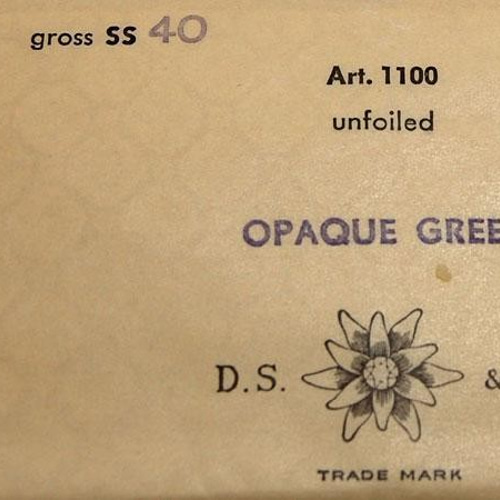 gross SS 40
Art. 1100
unfoiled
OPAQUE GREE
D.S. &
TRADE MARK